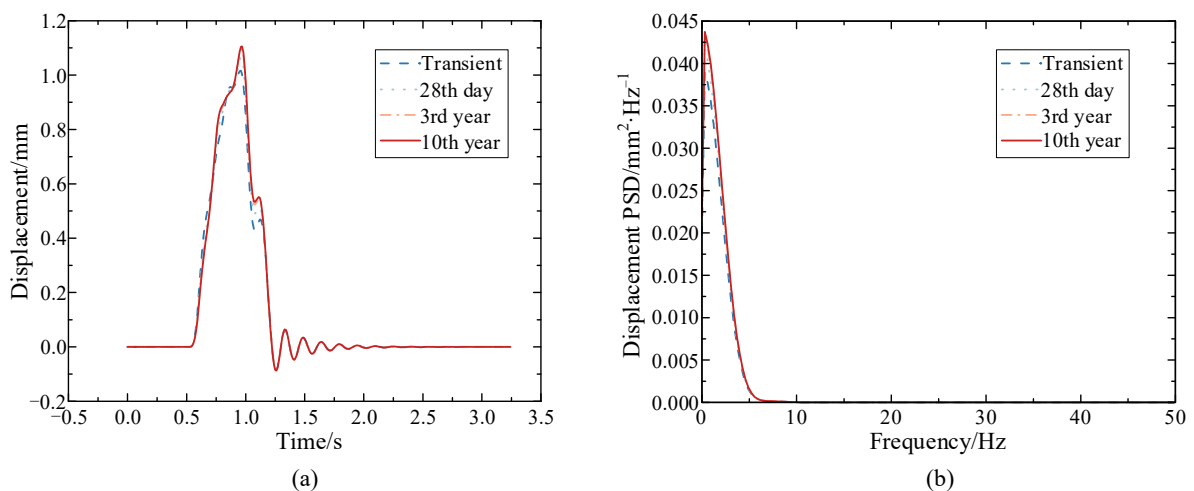 1.2
1.0
0.8
0.6
0.4
0.2
0.0
−0.2
Displacement/mm
−0.5 0.0 0.5 1.0 1.5 2.0 2.5 3.0 3.5
Time/s
Transient
28th day
3rd year
10th year
(a)
0.045
0.040
0.035
0.030
0.025
0.020
0.015
0.010
0.005
0.000
Displacement PSD/mm²·Hz⁻¹
0 10 20 30 40 50
Frequency/Hz
Transient
28th day
3rd year
10th year
(b)